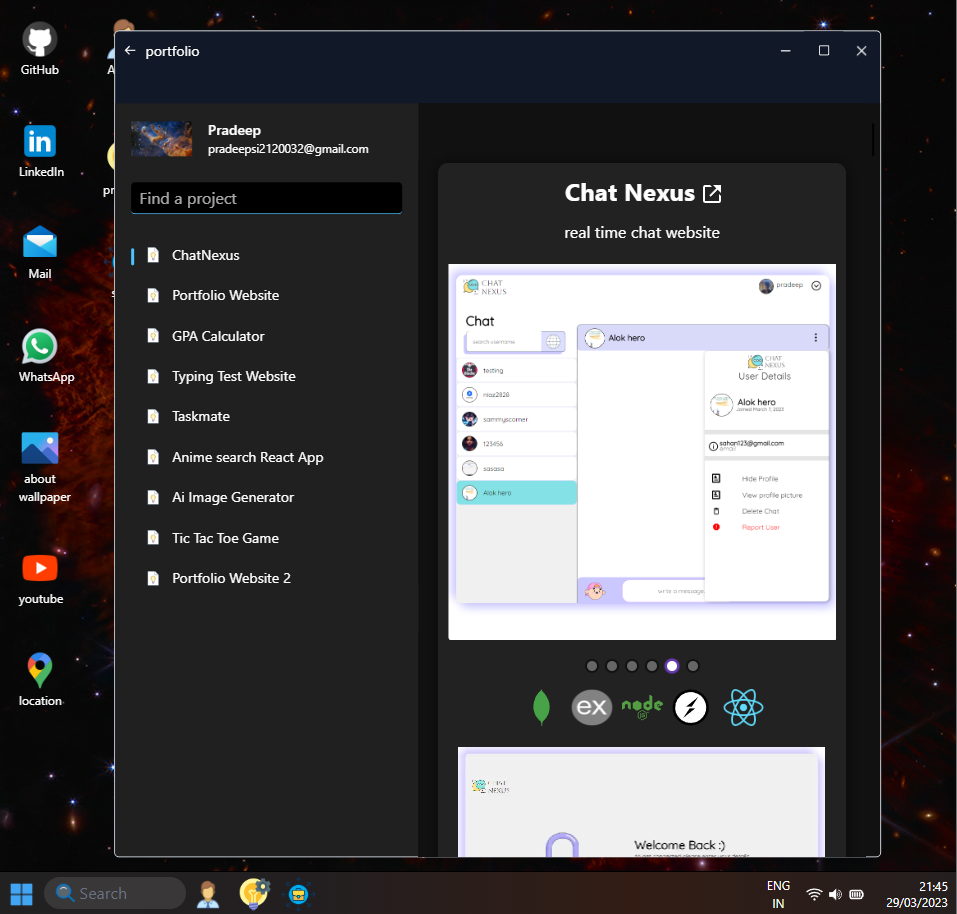 GitHub
LinkedIn
Mail
WhatsApp
about
wallpaper
youtube
location
portfolio
Pradeep
pradeepsi2120032@gmail.com
Find a project
ChatNexus
Portfolio Website
GPA Calculator
Typing Test Website
Taskmate
Anime search React App
Ai Image Generator
Tic Tac Toe Game
Portfolio Website 2
Chat Nexus
real time chat website
CHAT
NEXUS
pradeep
Chat
search username
testing
niaz2828
sammyscorner
123456
sasasa
Alok hero
Alok hero
CHAT
NEXUS
User Details
Alok hero
Joined March 7, 2023
sahan123@gmail.com
email
Hide Profile
View profile picture
Delete Chat
Report User
write a message
ex
node
JS
CHAT
NEXUS
Welcome Back :)
Search
ENG
IN
21:45
29/03/2023